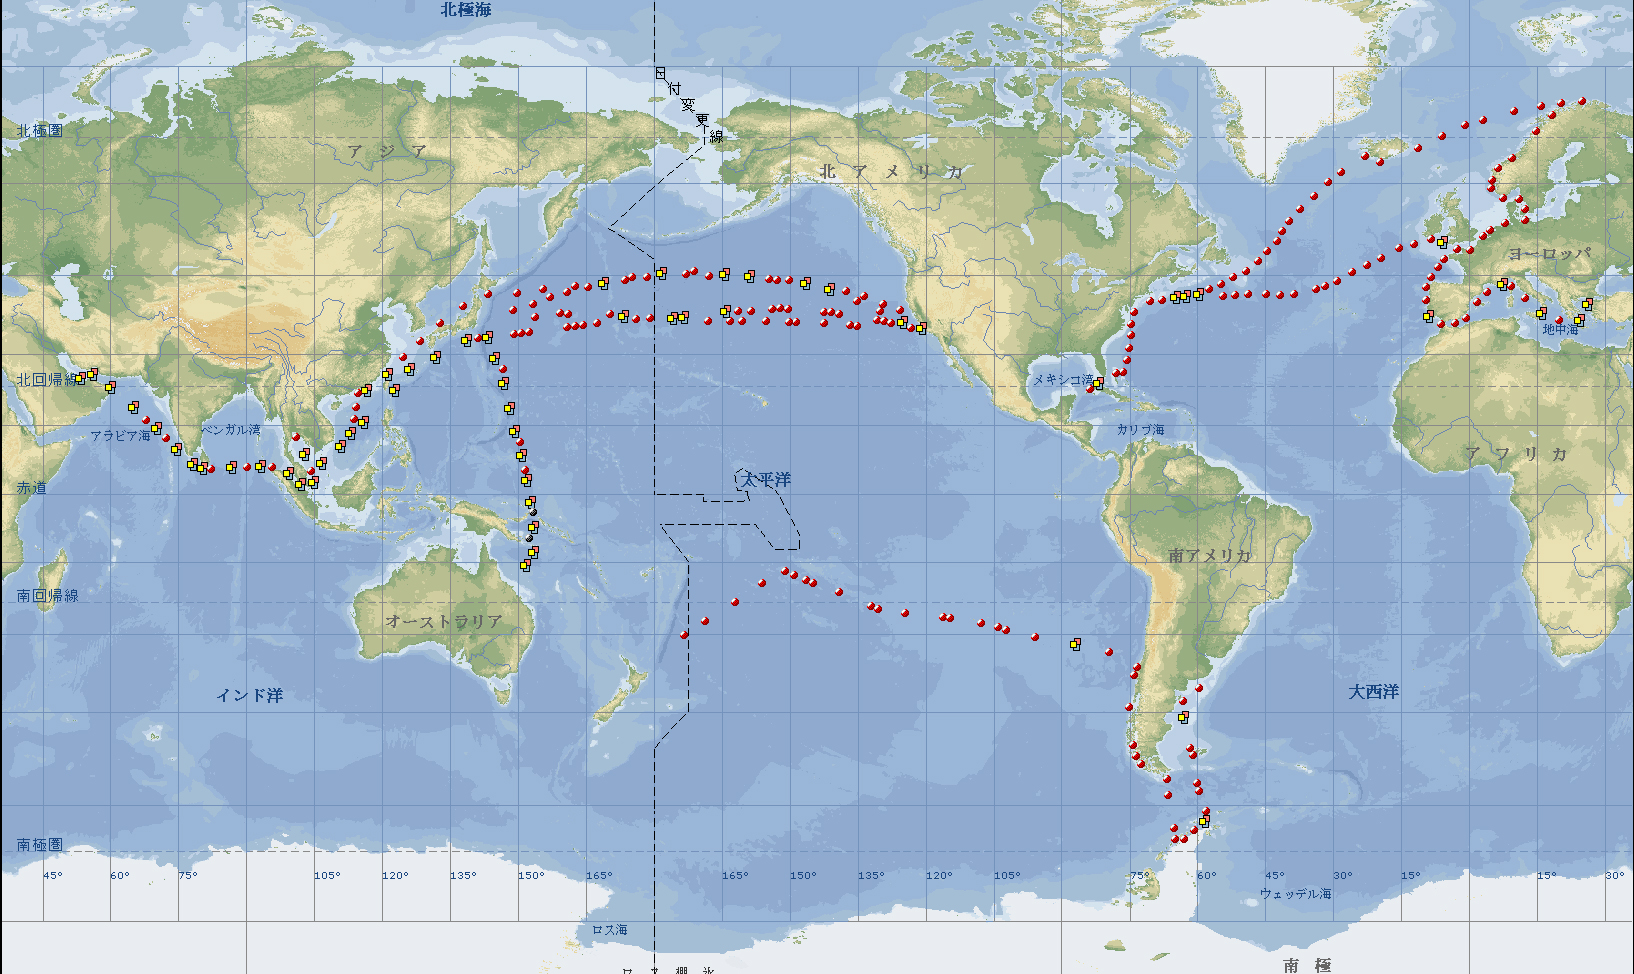 北極海
日付変更線
北極圏
アジア
北アメリカ
ヨーロッパ
地中海
北回帰線
メキシコ湾
アラビア海
ベンガル湾
カリブ海
アフリカ
太平洋
赤道
南アメリカ
南回帰線
オーストラリア
インド洋
大西洋
南極圏
45° 60° 75° 105° 120° 135° 150° 165° 165° 150° 135° 120° 105° 75° 60° 45° 30° 15° 15° 30°
ウェッデル海
ロス海
南極